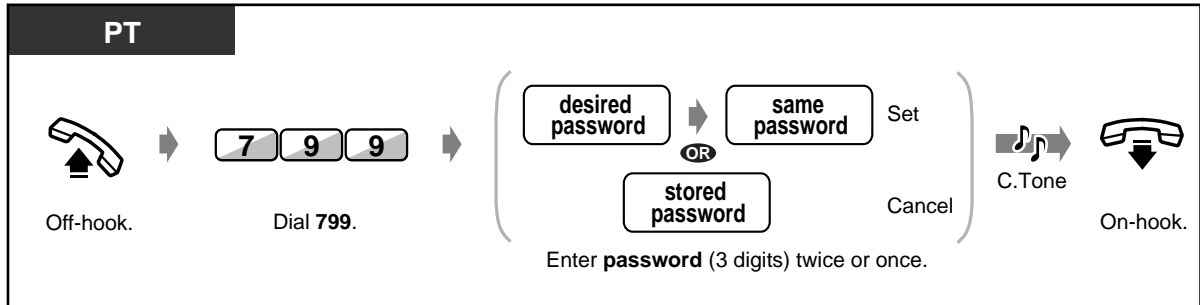 PT
Off-hook.
7 9 9
Dial 799.
desired
password
same
password
Set
OR
stored
password
Cancel
Enter password (3 digits) twice or once.
C.Tone
On-hook.